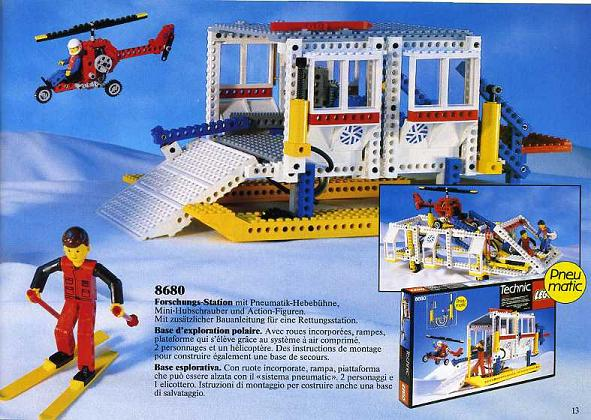 8680
Forschungs-Station mit Pneumatik-Hebebühne,
Mini-Hubschrauber und Action-Figuren.
Mit zusätzlicher Bauanleitung für eine Rettungsstation.
Base d'exploration polaire. Avec roues incorporées, rampes,
plateforme qui s'élève grâce au système à air comprimé.
2 personnages et un hélicoptère. Des instructions de montage
pour construire également une base de secours.
Base esplorativa. Con ruote incorporate, rampa, piattaforma
che può essere alzata con il «sistema pneumatic». 2 personaggi e
1 elicottero. Istruzioni di montaggio per costruire anche una base
di salvataggio.
Pneu
matic
8680
Technic
LEGO
Technic
13